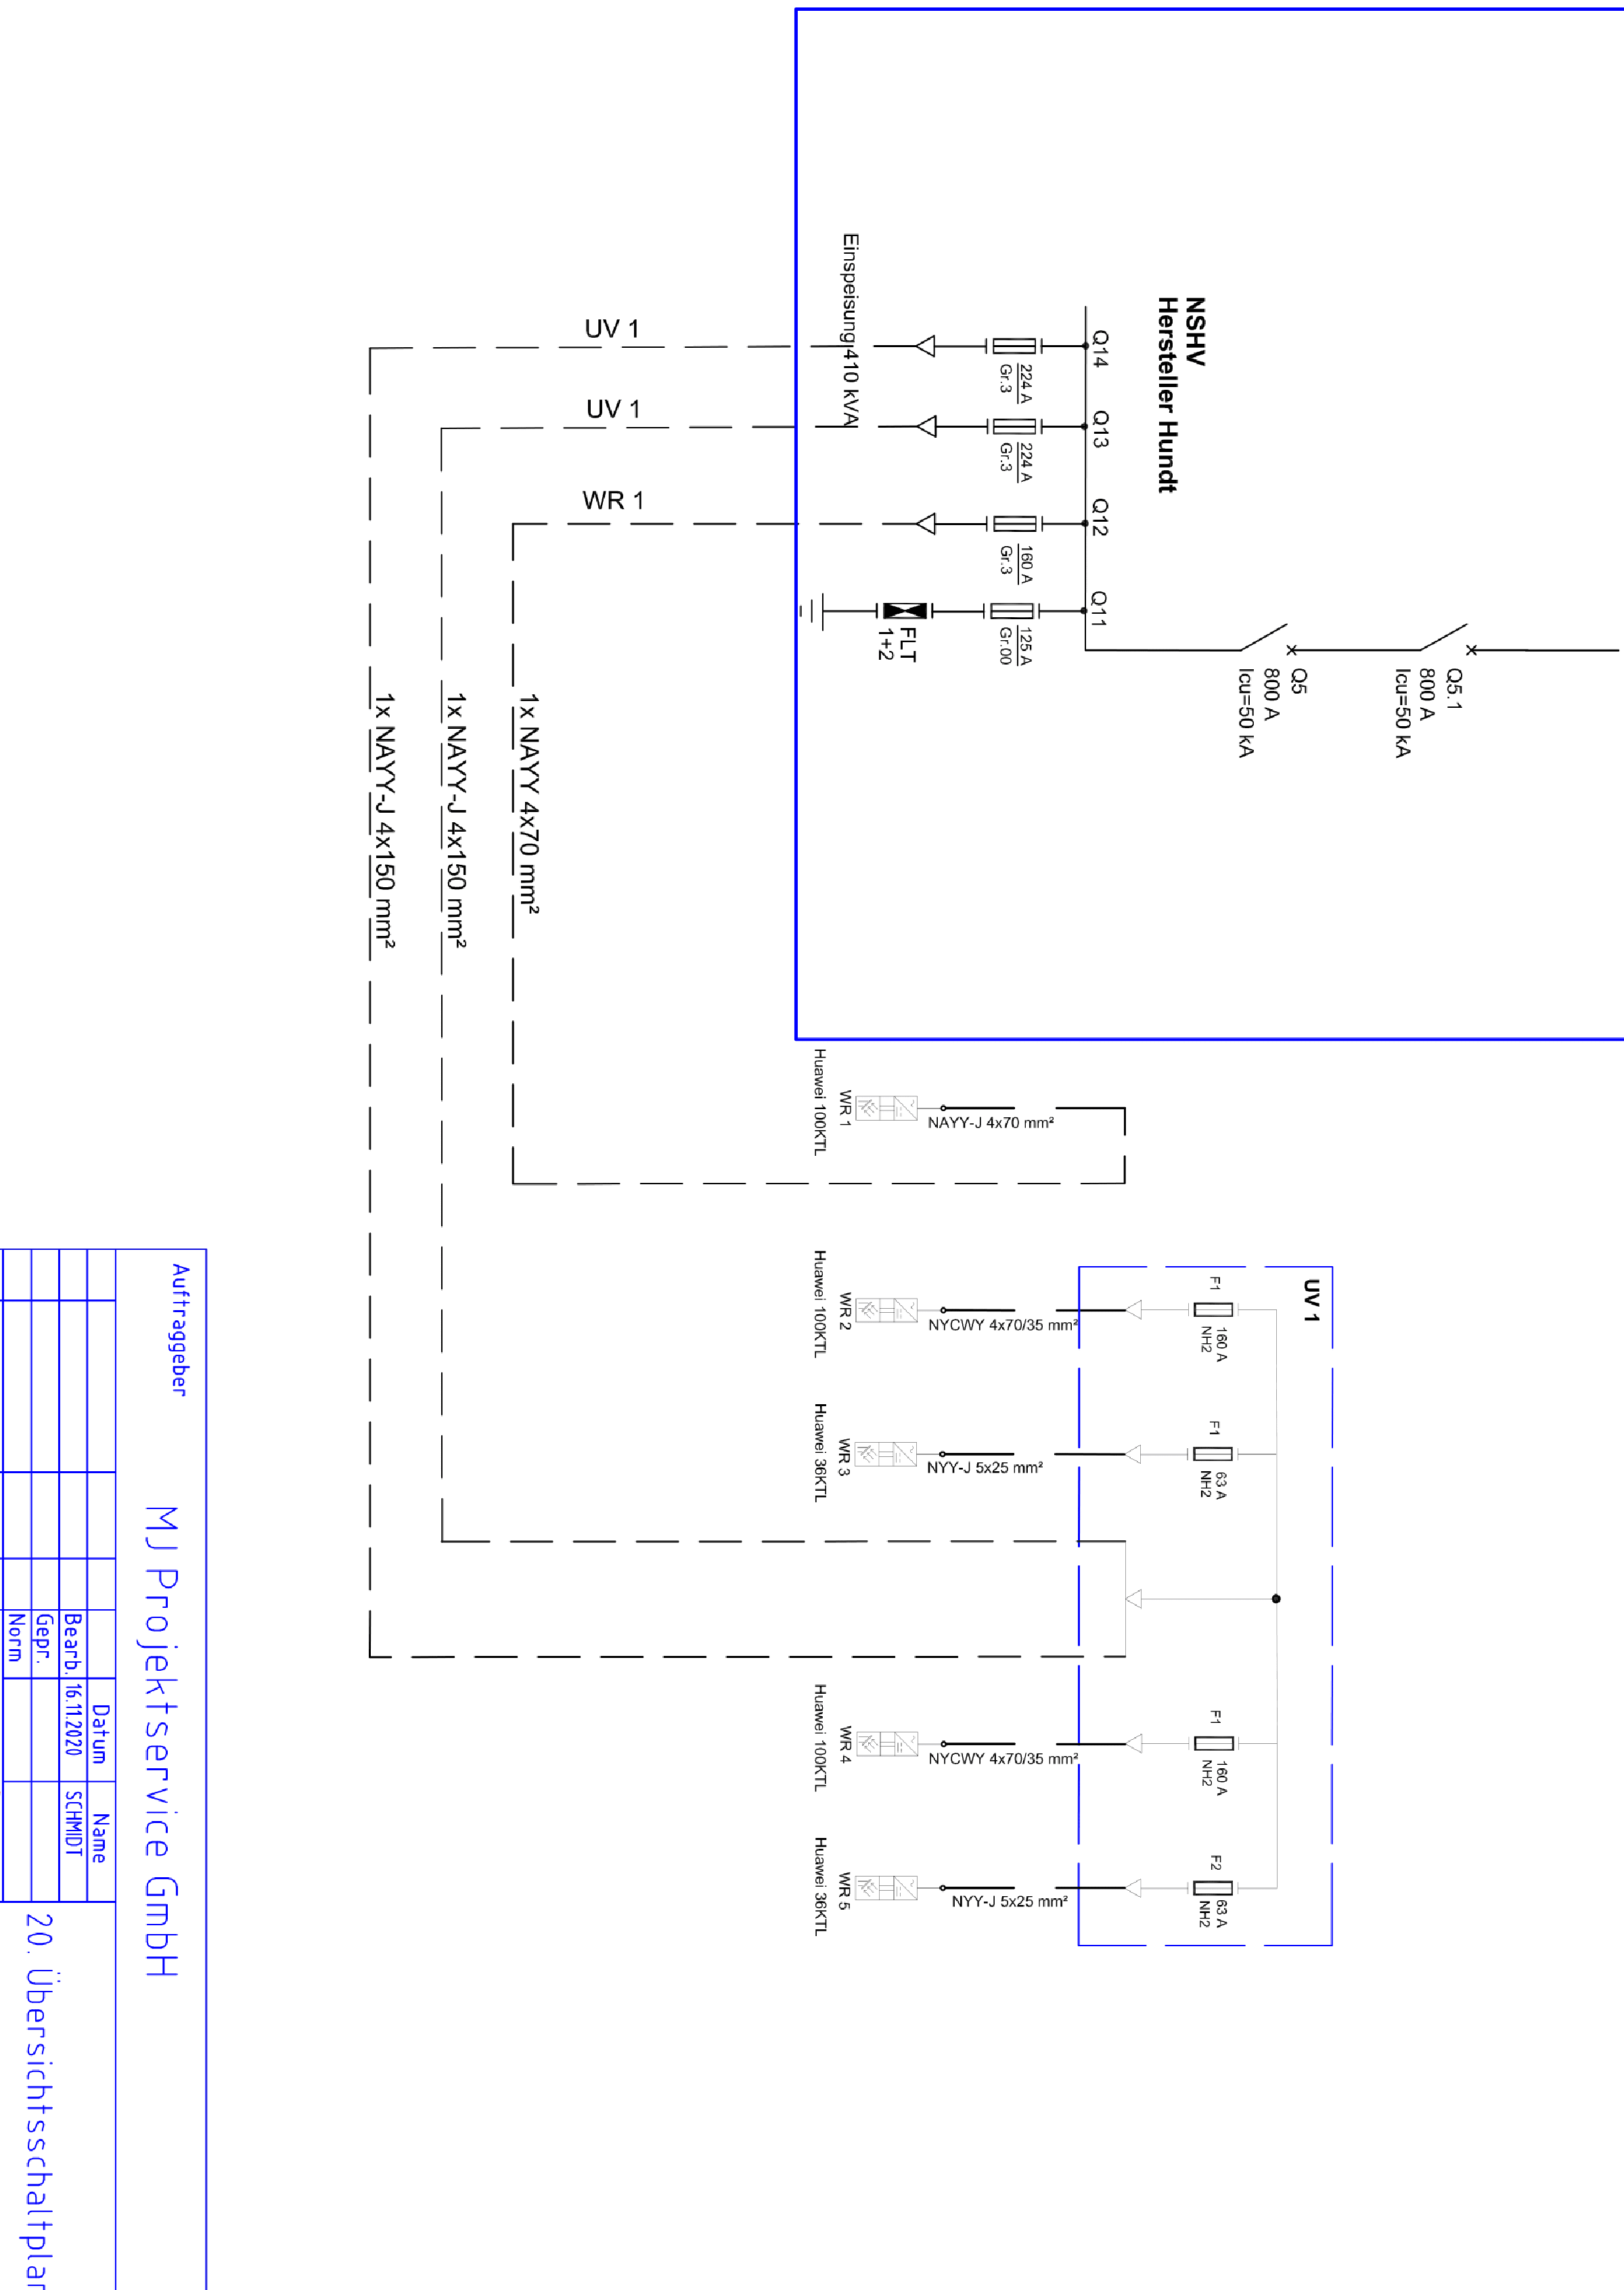 Q5.1
800 A
Icu=50 kA
Q5
800 A
Icu=50 kA
NSHV
Hersteller Hundt
Q14
Q13
Q12
Q11
224 A
Gr.3
224 A
Gr.3
160 A
Gr.3
125 A
Gr.00
FLT
1+2
Einspeisung 410 kVA
UV 1
UV 1
WR 1
1x NAYY 4x70 mm²
1x NAYY-J 4x150 mm²
1x NAYY-J 4x150 mm²
UV 1
F1
160 A
NH2
F1
63 A
NH2
F1
160 A
NH2
F2
63 A
NH2
NAYY-J 4x70 mm²
NYCWY 4x70/35 mm²
NYY-J 5x25 mm²
NYCWY 4x70/35 mm²
NYY-J 5x25 mm²
WR 1
Huawei 100KTL
WR 2
Huawei 100KTL
WR 3
Huawei 36KTL
WR 4
Huawei 100KTL
WR 5
Huawei 36KTL
Auftraggeber
MJ Projektservice GmbH
Datum
Name
Bearb.
16.11.2020
SCHMIDT
Gepr.
Norm
20. Übersichtsschaltplan